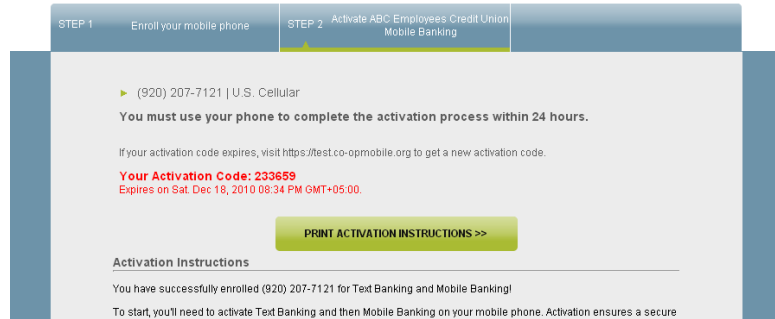 STEP 1 Enroll your mobile phone
STEP 2 Activate ABC Employees Credit Union
Mobile Banking
(920) 207-7121 | U.S. Cellular
You must use your phone to complete the activation process within 24 hours.
If your activation code expires, visit https://test.co-opmobile.org to get a new activation code.
Your Activation Code: 233659
Expires on Sat. Dec 18, 2010 08:34 PM GMT+05:00.
PRINT ACTIVATION INSTRUCTIONS >>
Activation Instructions
You have successfully enrolled (920) 207-7121 for Text Banking and Mobile Banking!
To start, you'll need to activate Text Banking and then Mobile Banking on your mobile phone. Activation ensures a secure